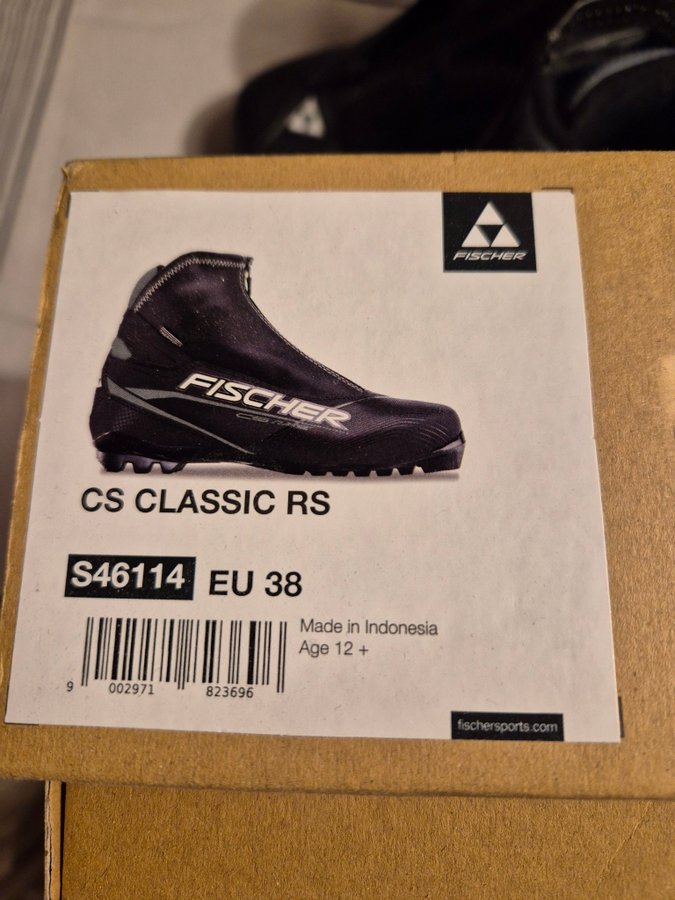 FISCHER
FISCHER
CS CLASSIC RS
S46114 EU 38
Made in Indonesia
Age 12 +
9 002971 823696
fischersports.com